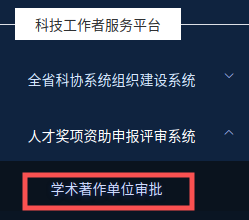 科技工作者服务平台
全省科协系统组织建设系统
人才奖项资助申报评审系统
学术著作单位审批